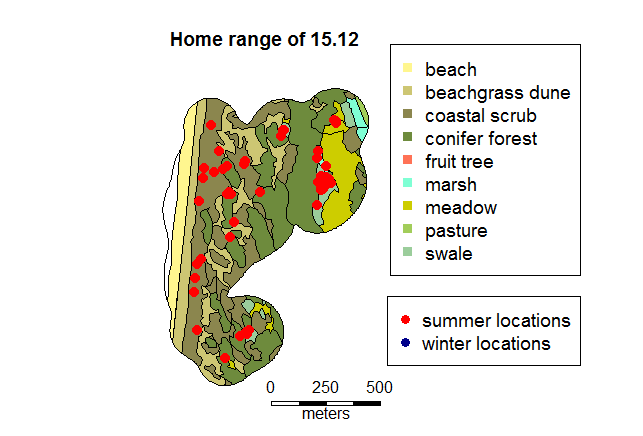 Home range of 15.12
beach
beachgrass dune
coastal scrub
conifer forest
fruit tree
marsh
meadow
pasture
swale
summer locations
winter locations
0 250 500
meters